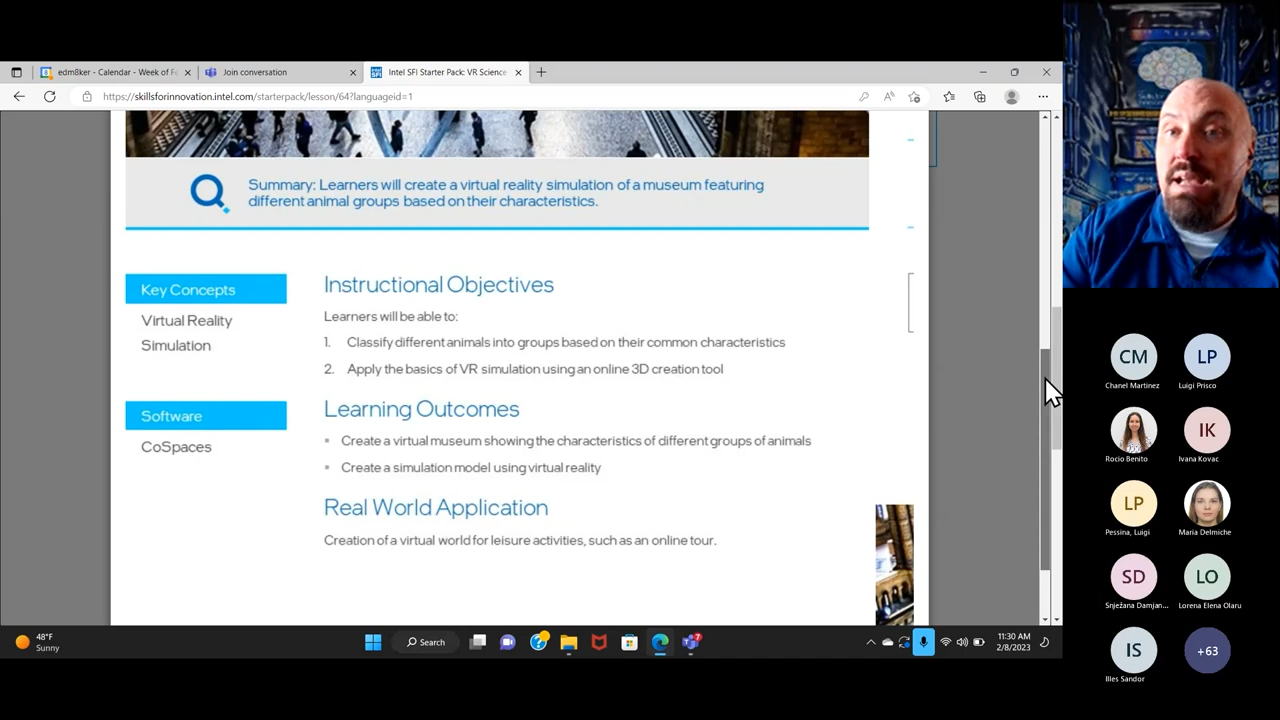 edm8ker - Calendar - Week of Fe
Join conversation
Intel SFI Starter Pack: VR Science
https://skillsforinnovation.intel.com/starterpack/lesson/64?languageid=1
Summary: Learners will create a virtual reality simulation of a museum featuring
different animal groups based on their characteristics.
Key Concepts
Virtual Reality
Simulation
Software
CoSpaces
Instructional Objectives
Learners will be able to:
1. Classify different animals into groups based on their common characteristics
2. Apply the basics of VR simulation using an online 3D creation tool
Learning Outcomes
▪ Create a virtual museum showing the characteristics of different groups of animals
▪ Create a simulation model using virtual reality
Real World Application
Creation of a virtual world for leisure activities, such as an online tour.
CM
Chanel Martinez
LP
Luigi Prisco
Rocio Benito
IK
Ivana Kovac
LP
Pessina, Luigi
Maria Delmiche
SD
Snježana Damjan...
LO
Lorena Elena Olaru
IS
Illes Sandor
+63
48°F
Sunny
Search
7
11:30 AM
2/8/2023